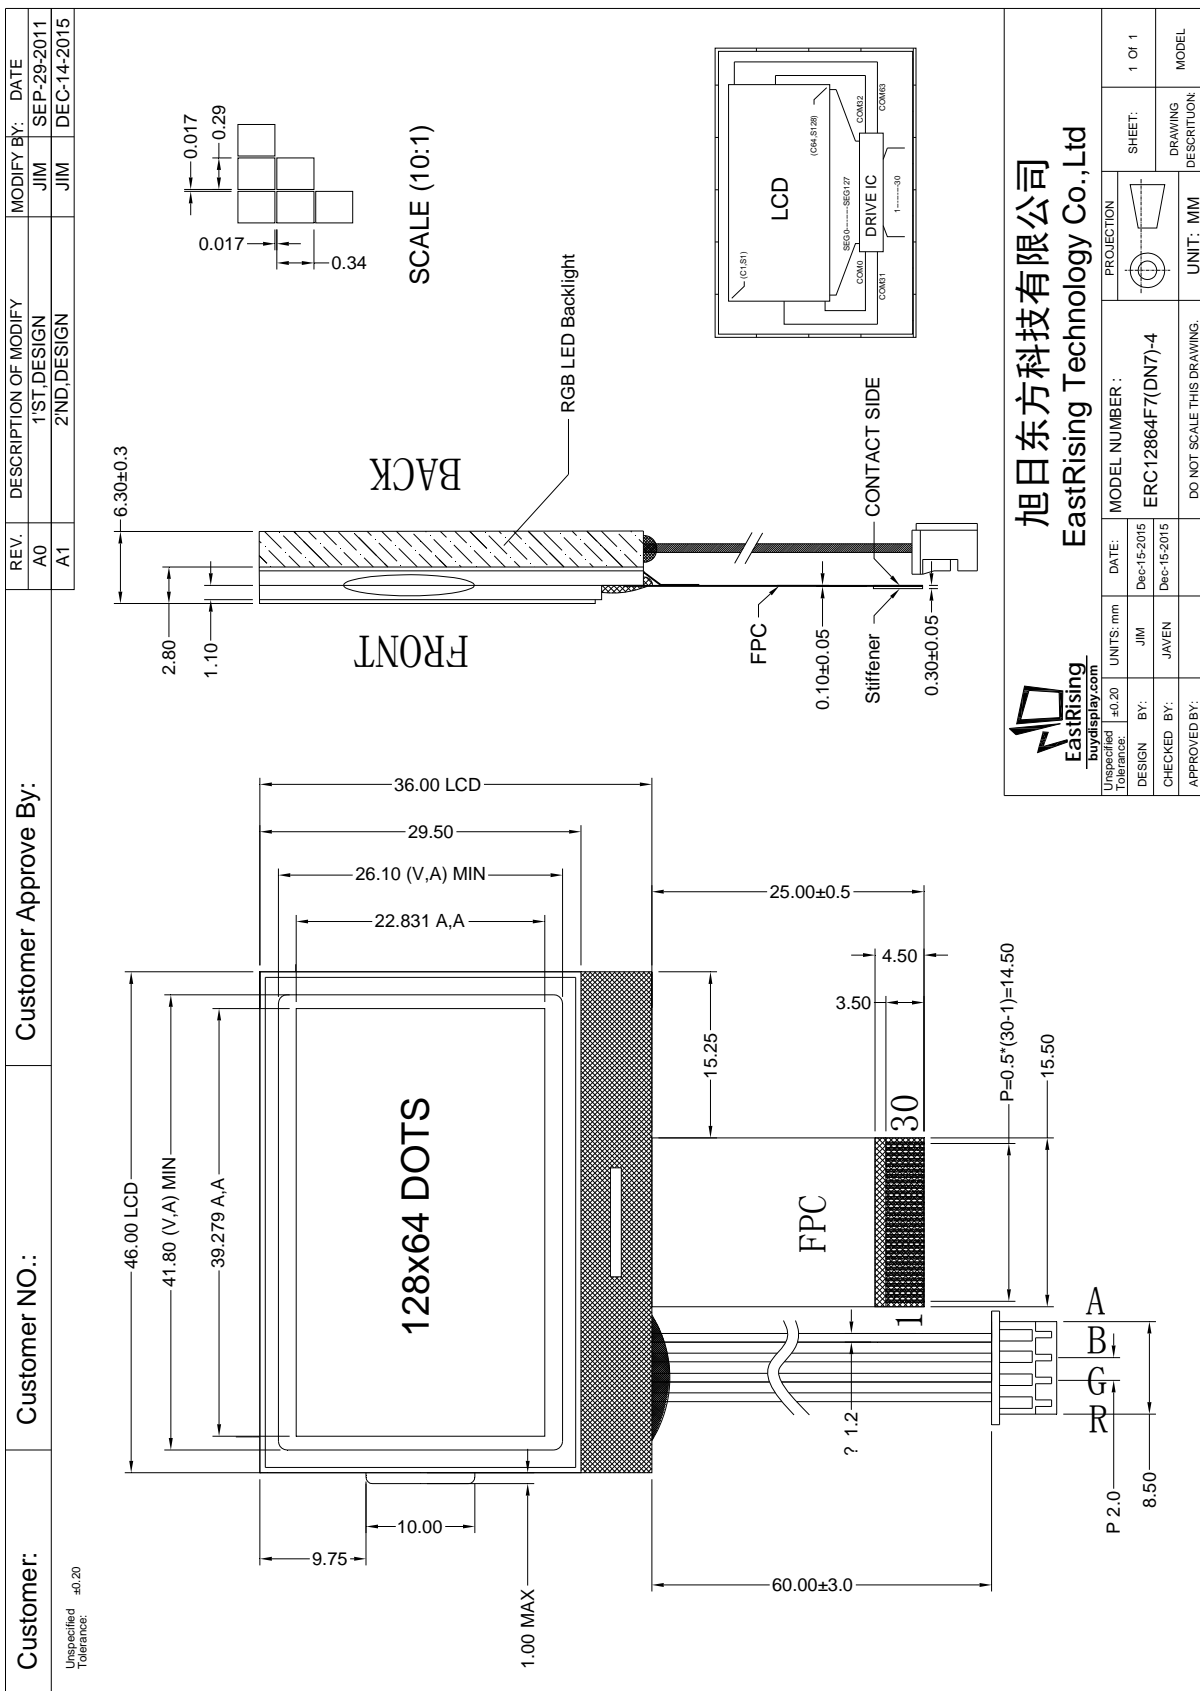 Customer:
Customer NO.:
Customer Approve By:
REV. DESCRIPTION OF MODIFY MODIFY BY: DATE
A0 1'ST,DESIGN JIM SEP-29-2011
A1 2'ND,DESIGN JIM DEC-14-2015
Unspecified Tolerance: ±0.20
46.00 LCD
41.80 (V,A) MIN
39.279 A,A
128x64 DOTS
36.00 LCD
29.50
26.10 (V,A) MIN
22.831 A,A
9.75
10.00
1.00 MAX
60.00±3.0
? 1.2
P 2.0
8.50
R
G
B
A
FPC
1
30
15.25
25.00±0.5
4.50
3.50
P=0.5*(30-1)=14.50
15.50
6.30±0.3
2.80
1.10
FRONT
BACK
RGB LED Backlight
FPC
0.10±0.05
Stiffener
0.30±0.05
CONTACT SIDE
0.017
0.29
0.017
0.34
SCALE (10:1)
(C1,S1)
LCD
(C64,S128)
SEG0--------SEG127
COM0
COM31
DRIVE IC
COM32
COM63
1-------30
EastRising
buydisplay.com
旭日东方科技有限公司
EastRising Technology Co.,Ltd
Unspecified Tolerance: ±0.20
UNITS: mm
DATE:
MODEL NUMBER :
PROJECTION
SHEET:
1 Of 1
DESIGN BY: JIM Dec-15-2015
ERC12864F7(DN7)-4
CHECKED BY: JAVEN Dec-15-2015
DRAWING DESCRITUON:
MODEL
APPROVED BY:
DO NOT SCALE THIS DRAWING.
UNIT: MM